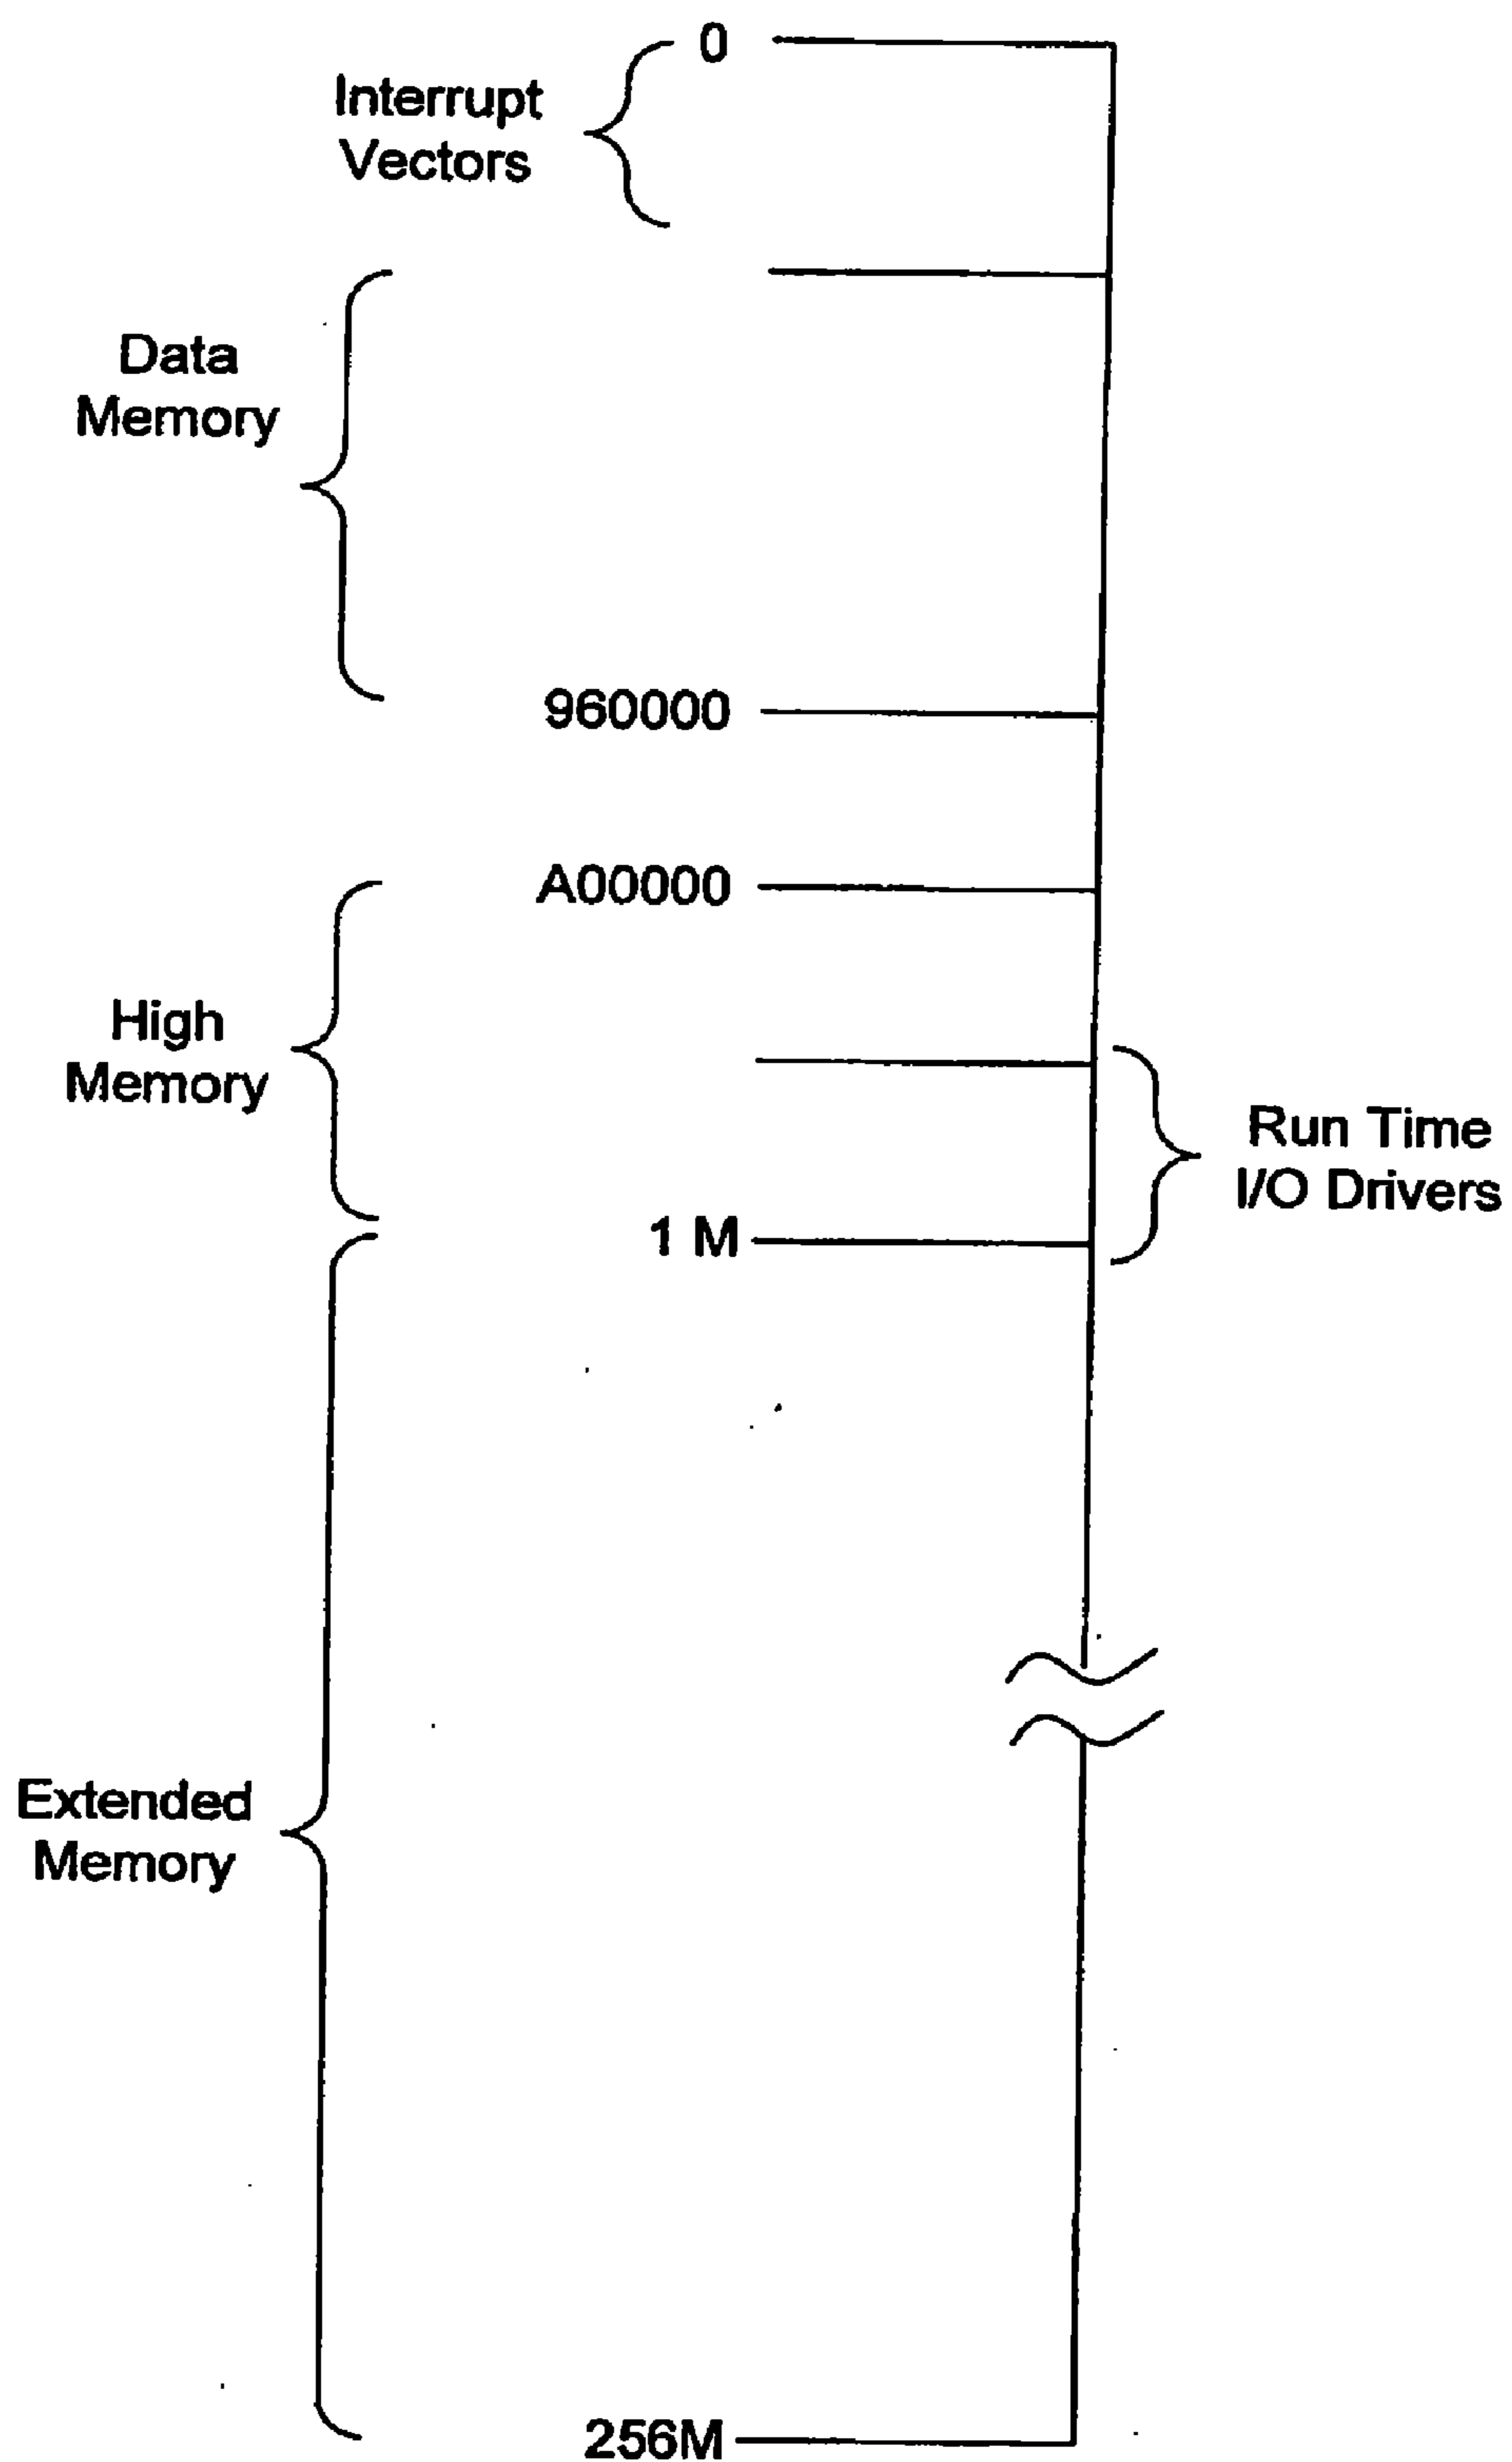 0
Interrupt
Vectors
Data
Memory
960000
A00000
High
Memory
Run Time
I/O Drivers
1 M
Extended
Memory
256M